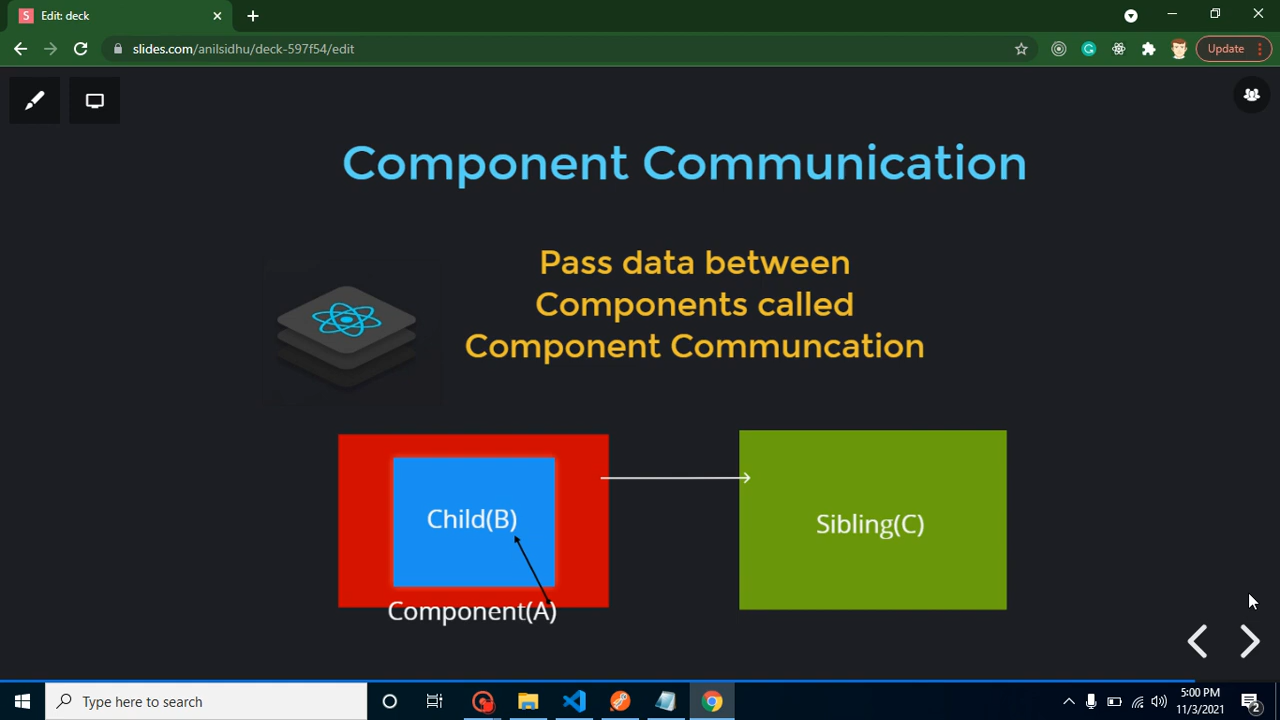 Edit: deck
slides.com/anilsidhu/deck-597f54/edit
Update
Component Communication
Pass data between
Components called
Component Communcation
Child(B)
Component(A)
Sibling(C)
Type here to search
5:00 PM
11/3/2021
2